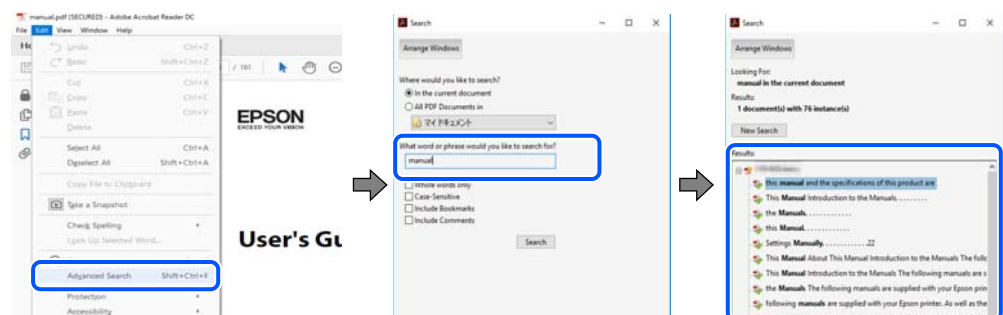 manual.pdf (SECURED) - Adobe Acrobat Reader DC
File Edit View Window Help
Undo Ctrl+Z
Redo Shift+Ctrl+Z
Cut Ctrl+X
Copy Ctrl+C
Paste Ctrl+V
Delete
Select All Ctrl+A
Deselect All Shift+Ctrl+A
Copy File to Clipboard
Take a Snapshot
Check Spelling
Look Up Selected Word...
Advanced Search Shift+Ctrl+F
Protection
Accessibility
/ 181
EPSON
EXCEED YOUR VISION
User's Gu
Search
Arrange Windows
Where would you like to search?
In the current document
All PDF Documents in
マイ ドキュメント
What word or phrase would you like to search for?
manual
Whole words only
Case-Sensitive
Include Bookmarks
Include Comments
Search
Search
Arrange Windows
Looking For:
manual in the current document
Results:
1 document(s) with 76 instance(s)
New Search
Results:
this manual and the specifications of this product are
This Manual Introduction to the Manuals. . . . . . . . .
the Manuals. . . . . . . . . . . .
this Manual. . . . . . . . . . . .
Settings Manually. . . . . . . . . . . . 22
This Manual About This Manual Introduction to the Manuals The follo
This Manual Introduction to the Manuals The following manuals are s
the Manuals The following manuals are supplied with your Epson prin
following manuals are supplied with your Epson printer. As well as the